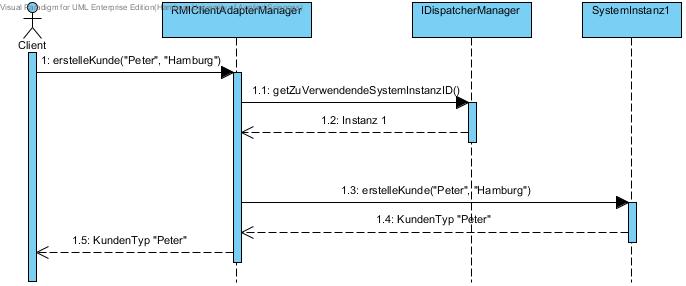 Visual Paradigm for UML Enterprise Edition
RMIClientAdapterManager
IDispatcherManager
SystemInstanz1
Client
1: erstelleKunde("Peter", "Hamburg")
1.1: getZuVerwendendeSystemInstanzID()
1.2: Instanz 1
1.3: erstelleKunde("Peter", "Hamburg")
1.4: KundenTyp "Peter"
1.5: KundenTyp "Peter"